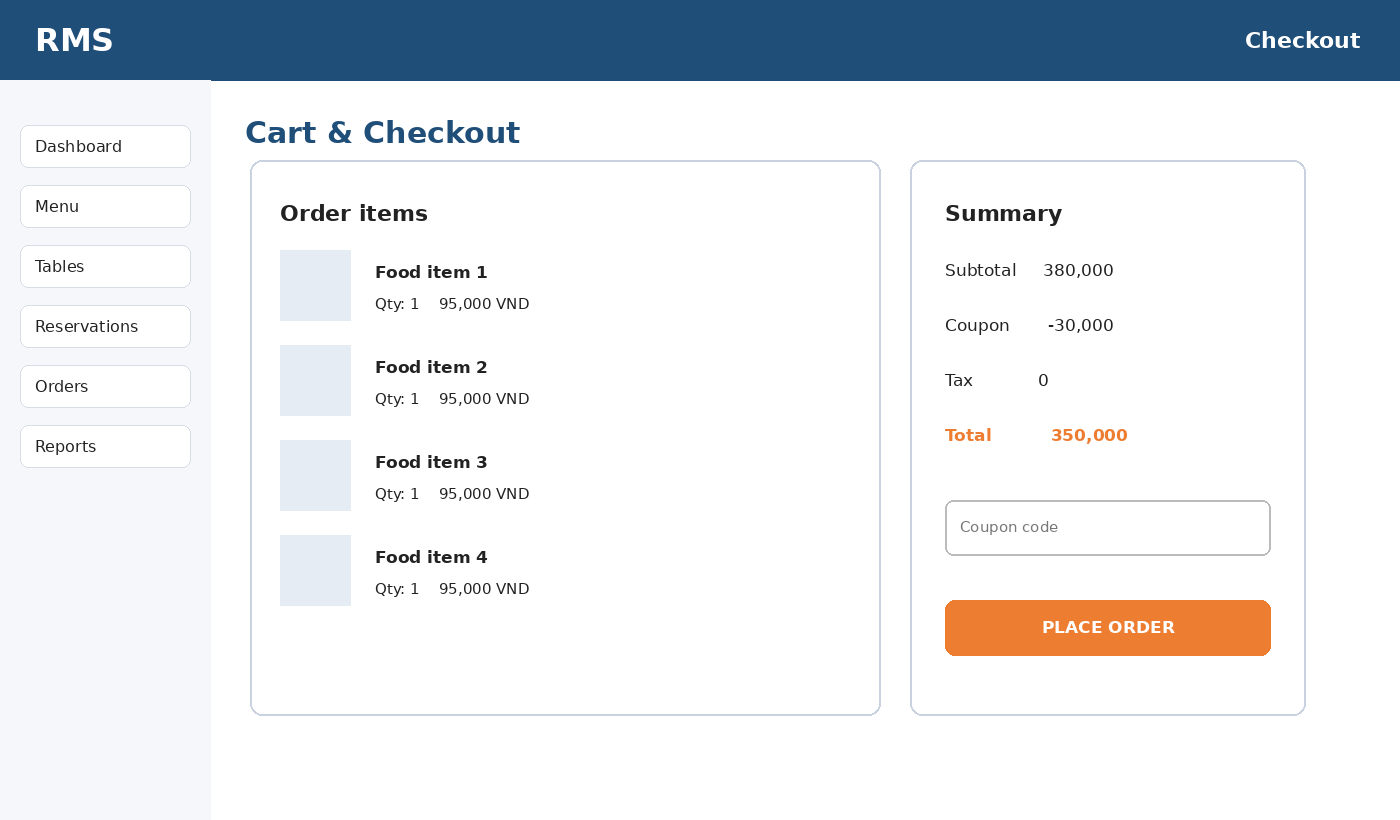 RMS
Checkout
Dashboard
Menu
Tables
Reservations
Orders
Reports
Cart & Checkout
Order items
Food item 1
Qty: 1 95,000 VND
Food item 2
Qty: 1 95,000 VND
Food item 3
Qty: 1 95,000 VND
Food item 4
Qty: 1 95,000 VND
Summary
Subtotal 380,000
Coupon -30,000
Tax 0
Total 350,000
Coupon code
PLACE ORDER